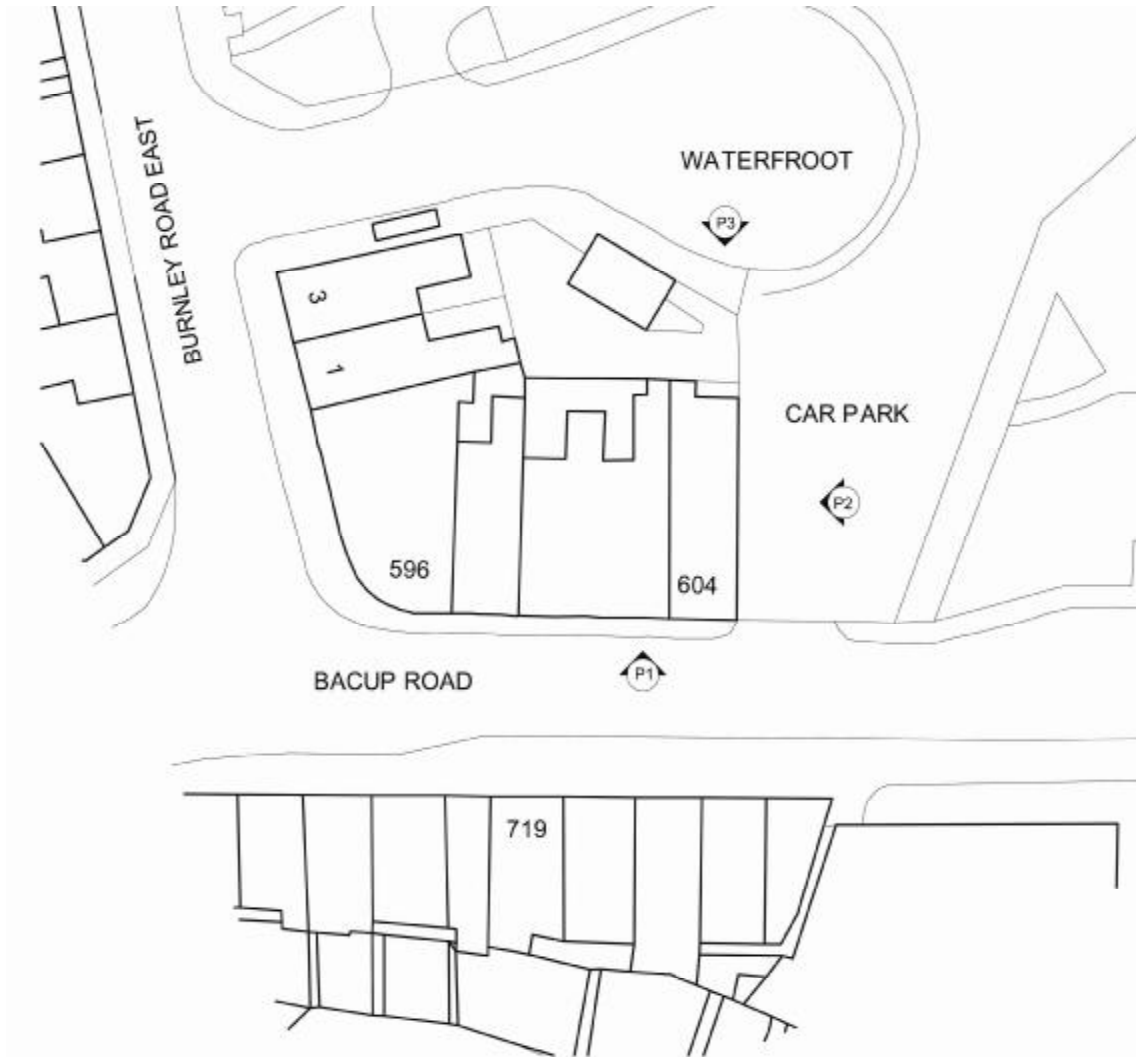 BURNLEY ROAD EAST
WATERFROOT
P3
3
1
CAR PARK
P2
596
604
P1
BACUP ROAD
719